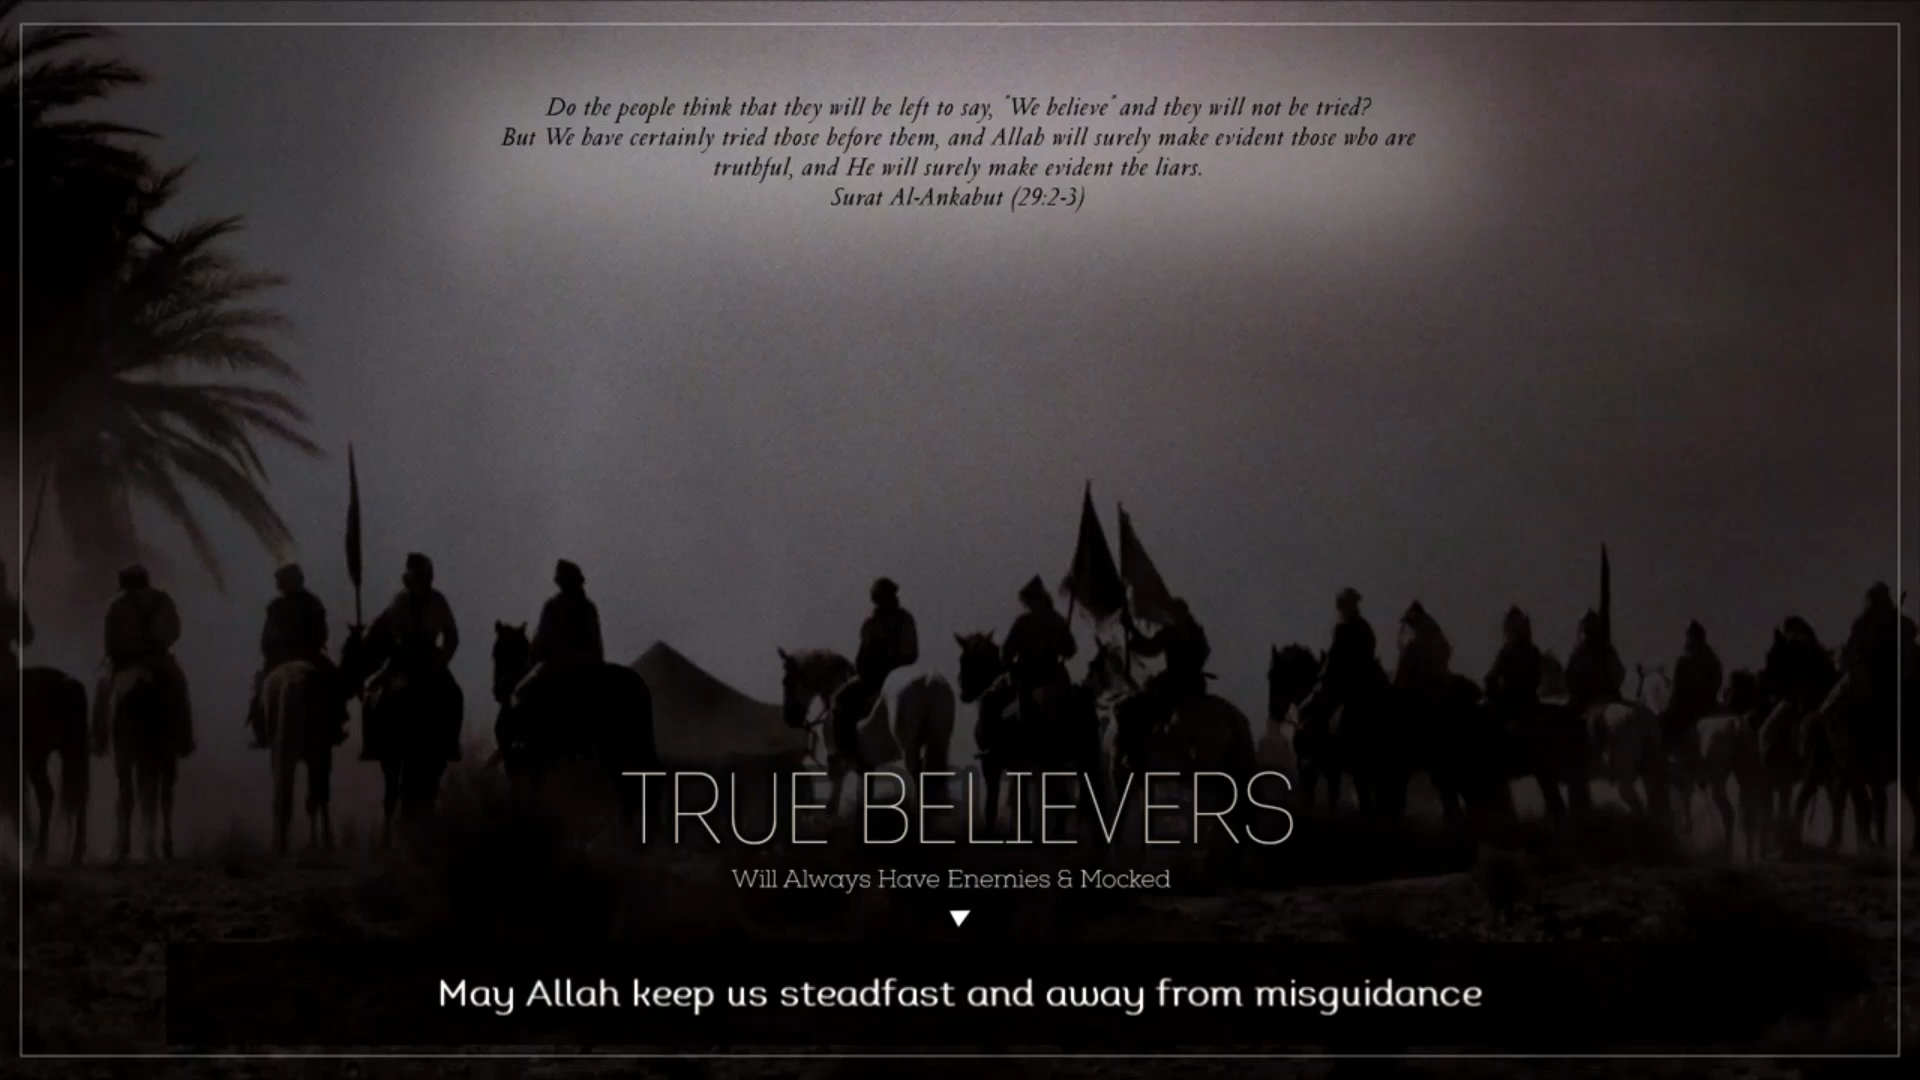 Do the people think that they will be left to say, "We believe" and they will not be tried?
But We have certainly tried those before them, and Allah will surely make evident those who are
truthful, and He will surely make evident the liars.
Surat Al-Ankabut (29:2-3)
TRUE BELIEVERS
Will Always Have Enemies & Mocked
May Allah keep us steadfast and away from misguidance